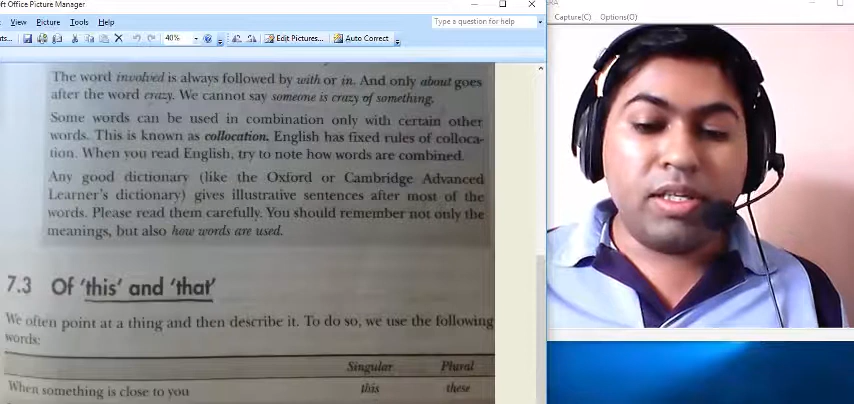 ft Office Picture Manager
View Picture Tools Help
Type a question for help
ts...
40%
Edit Pictures...
Auto Correct
Capture(C) Options(O)
The word involved is always followed by with or in. And only about goes
after the word crazy. We cannot say someone is crazy of something.
Some words can be used in combination only with certain other
words. This is known as collocation. English has fixed rules of colloca-
tion. When you read English, try to note how words are combined.
Any good dictionary (like the Oxford or Cambridge Advanced
Learner's dictionary) gives illustrative sentences after most of the
words. Please read them carefully. You should remember not only the
meanings, but also how words are used.
7.3 Of 'this' and 'that'
We often point at a thing and then describe it. To do so, we use the following
words:
Singular Plural
When something is close to you this these